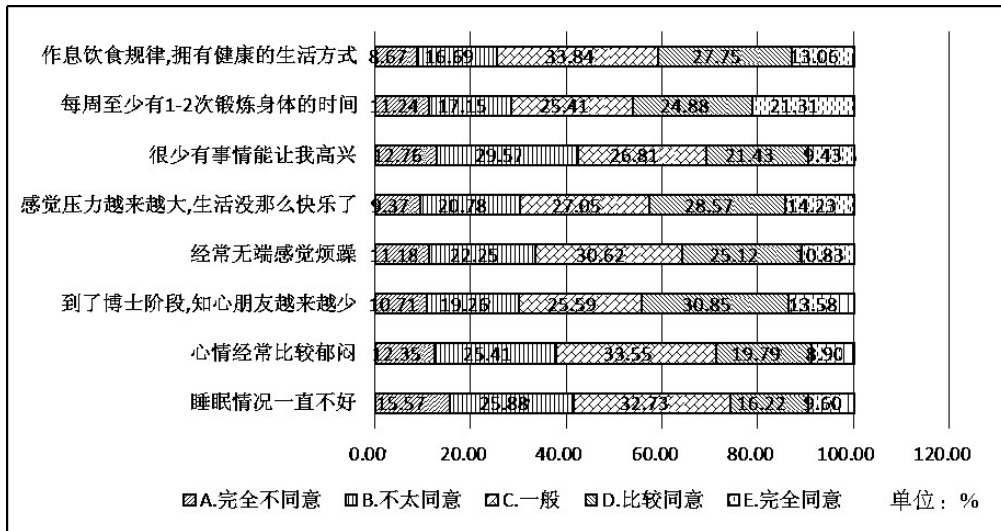 作息饮食规律,拥有健康的生活方式 8.67 16.69 33.84 27.75 13.06
每周至少有1-2次锻炼身体的时间 11.24 17.15 25.41 24.88 21.31
很少有事情能让我高兴 12.76 29.57 26.81 21.43 9.43
感觉压力越来越大,生活没那么快乐了 9.37 20.78 27.05 28.57 14.23
经常无端感觉烦躁 11.18 22.25 30.62 25.12 10.83
到了博士阶段,知心朋友越来越少 10.71 19.26 25.59 30.85 13.58
心情经常比较郁闷 12.35 25.41 33.55 19.79 8.90
睡眠情况一直不好 15.57 25.88 32.73 16.22 9.60
0.00 20.00 40.00 60.00 80.00 100.00 120.00
A.完全不同意 B.不太同意 C.一般 D.比较同意 E.完全同意 单位：%